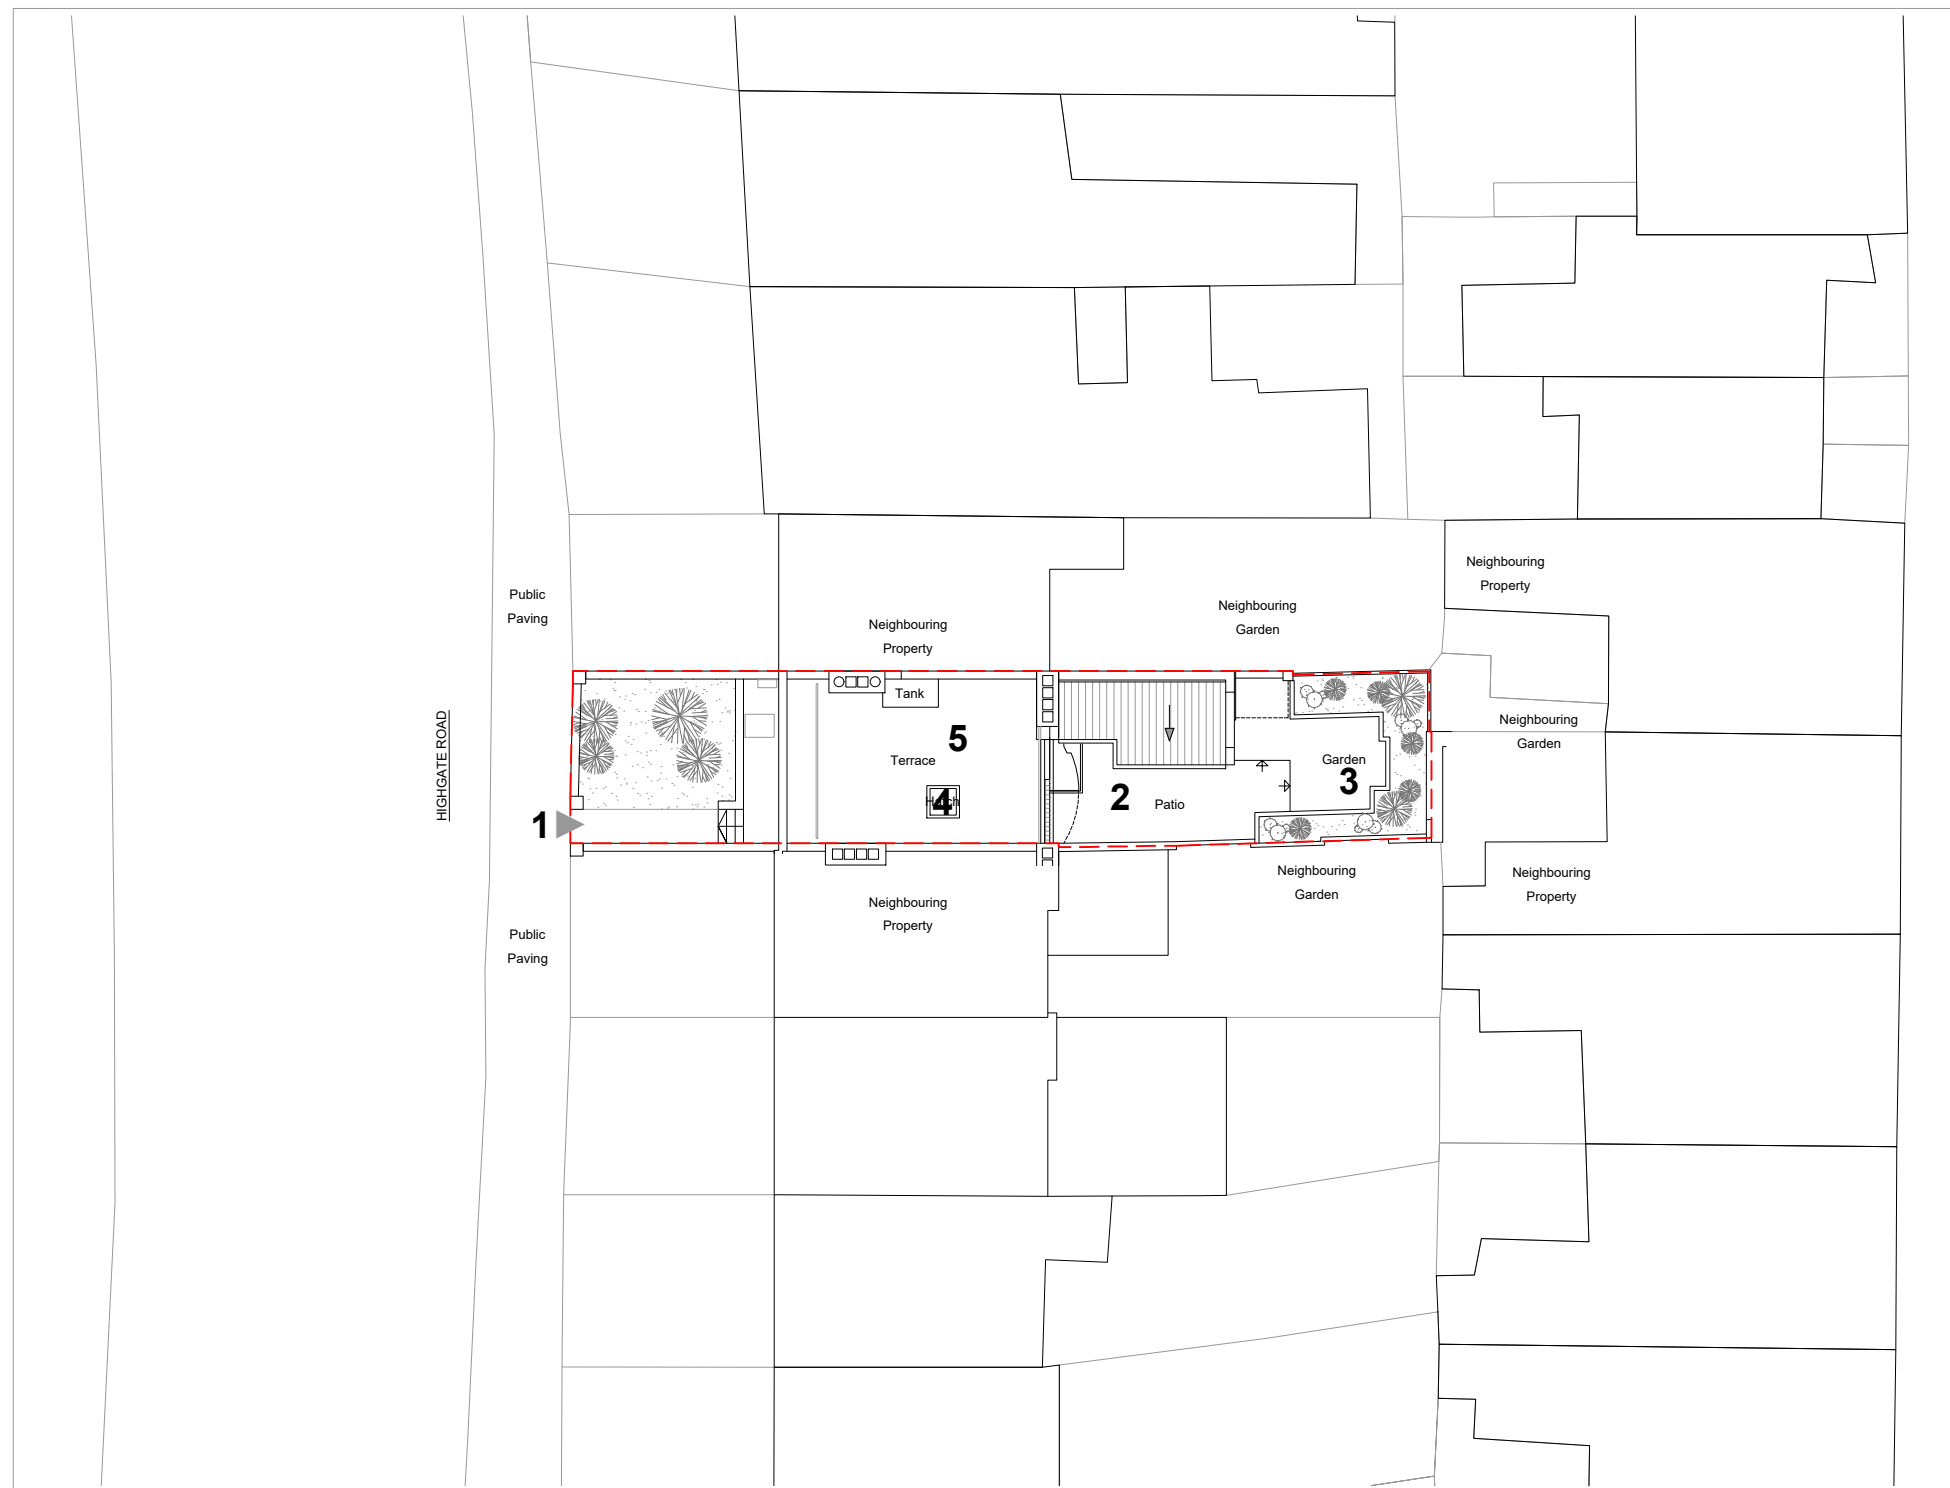 Neighbouring
Property
Public
Paving
Neighbouring
Garden
Neighbouring
Property
Tank
HIGHGATE ROAD
Neighbouring
Garden
5
Terrace
Garden
3
4
Hatch
2
Patio
1
Neighbouring
Garden
Neighbouring
Property
Neighbouring
Property
Public
Paving